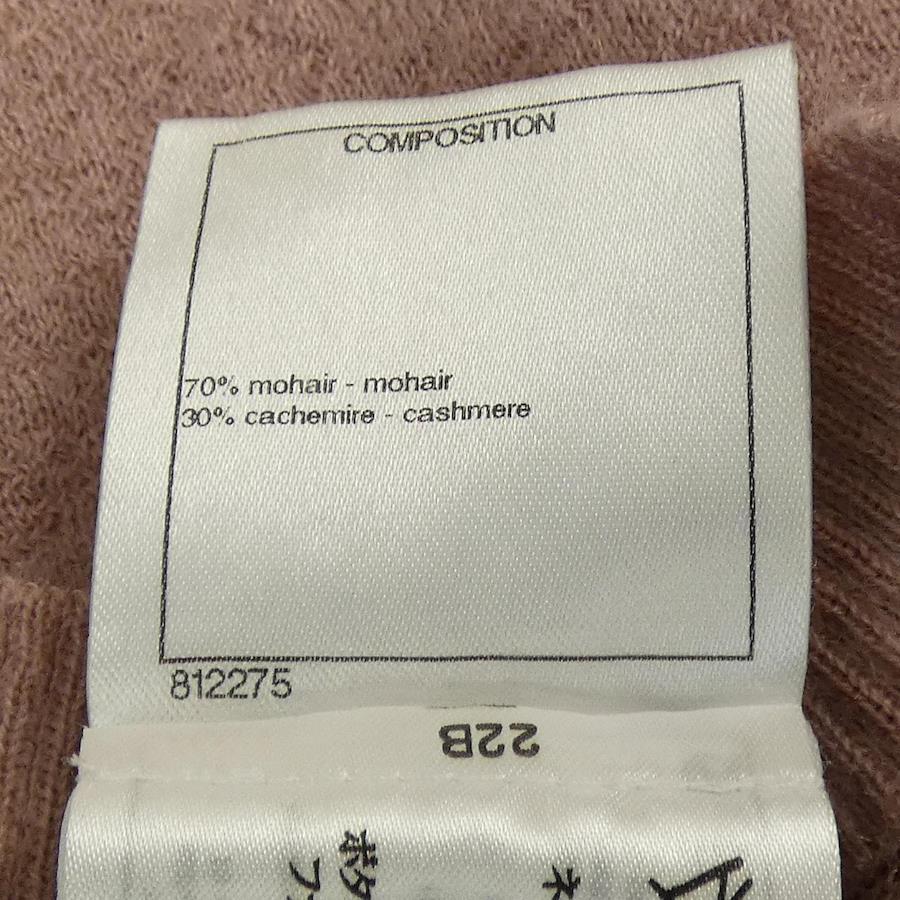 COMPOSITION
70% mohair - mohair
30% cachemire - cashmere
812275
22B